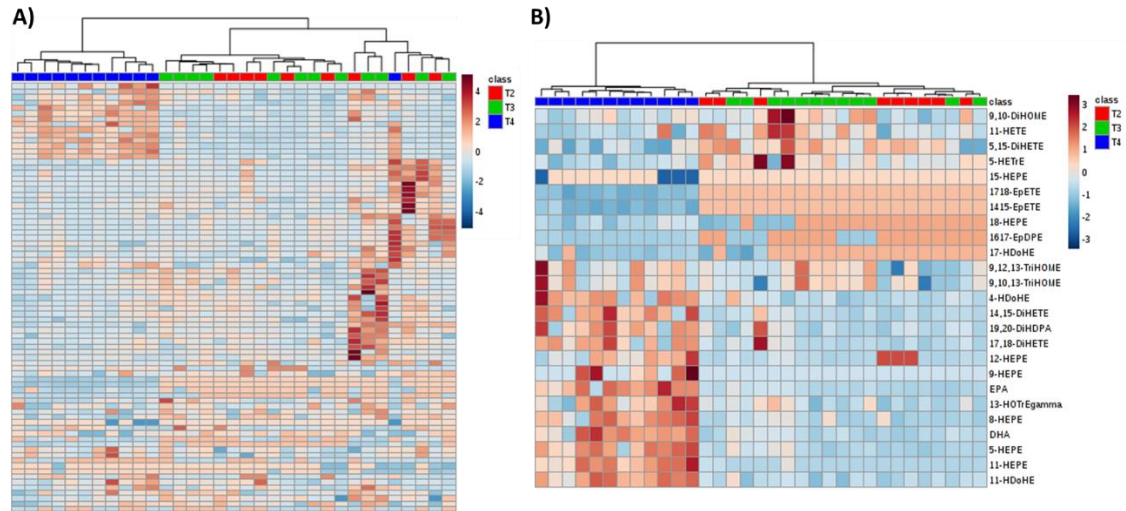 A)
class
T2
T3
T4
4
2
0
-2
-4
B)
class
9,10-DiHOME
11-HETE
5,15-DiHETE
5-HETrE
15-HEPE
1718-EpETE
1415-EpETE
18-HEPE
1617-EpDPE
17-HDoHE
9,12,13-TriHOME
9,10,13-TriHOME
4-HDoHE
14,15-DiHETE
19,20-DiHDPA
17,18-DiHETE
12-HEPE
9-HEPE
EPA
13-HOTrEgamma
8-HEPE
DHA
5-HEPE
11-HEPE
11-HDoHE
3
2
1
0
-1
-2
-3
class
T2
T3
T4